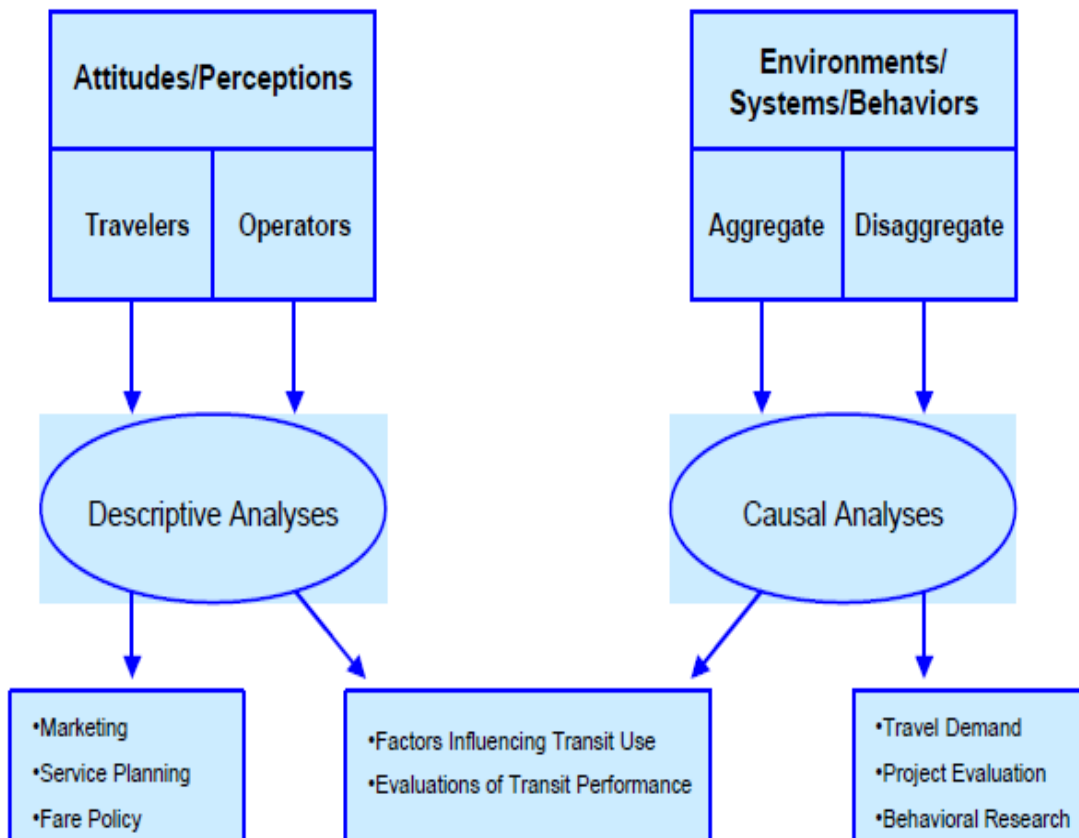 Attitudes/Perceptions
Travelers
Operators
Environments/
Systems/Behaviors
Aggregate
Disaggregate
Descriptive Analyses
Causal Analyses
•Marketing
•Service Planning
•Fare Policy
•Factors Influencing Transit Use
•Evaluations of Transit Performance
•Travel Demand
•Project Evaluation
•Behavioral Research